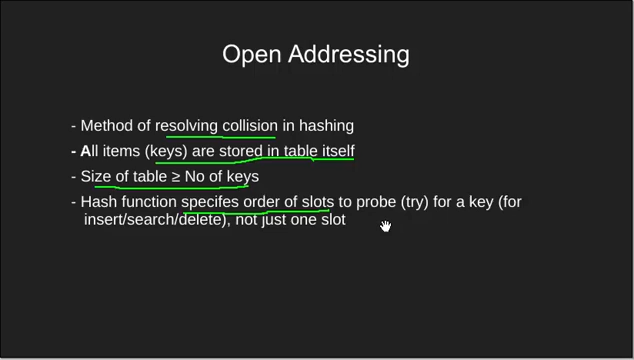 Open Addressing
- Method of resolving collision in hashing
- All items (keys) are stored in table itself
- Size of table ≥ No of keys
- Hash function specifes order of slots to probe (try) for a key (for
insert/search/delete), not just one slot